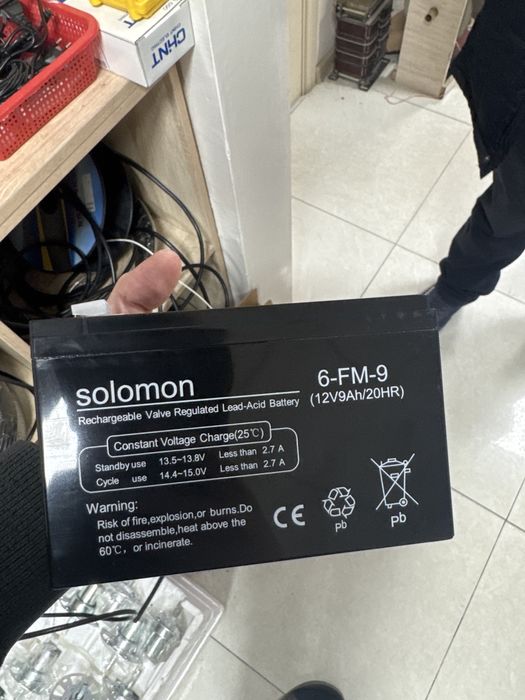 CHNT
solomon
Rechargeable Valve Regulated Lead-Acid Battery
6-FM-9
(12V9Ah/20HR)
Constant Voltage Charge(25℃)
Standby use 13.5~13.8V Less than 2.7 A
Cycle use 14.4~15.0V Less than 2.7 A
Warning:
Risk of fire,explosion,or burns.Do
not disassemble,heat above the
60℃, or incinerate.
CE
Pb
Pb